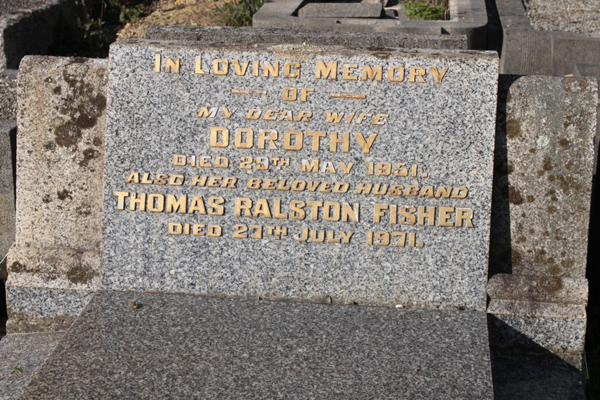 IN LOVING MEMORY
OF
MY DEAR WIFE
DOROTHY
DIED 29TH MAY 1951.
ALSO HER BELOVED HUSBAND
THOMAS RALSTON FISHER
DIED 27TH JULY 1971.